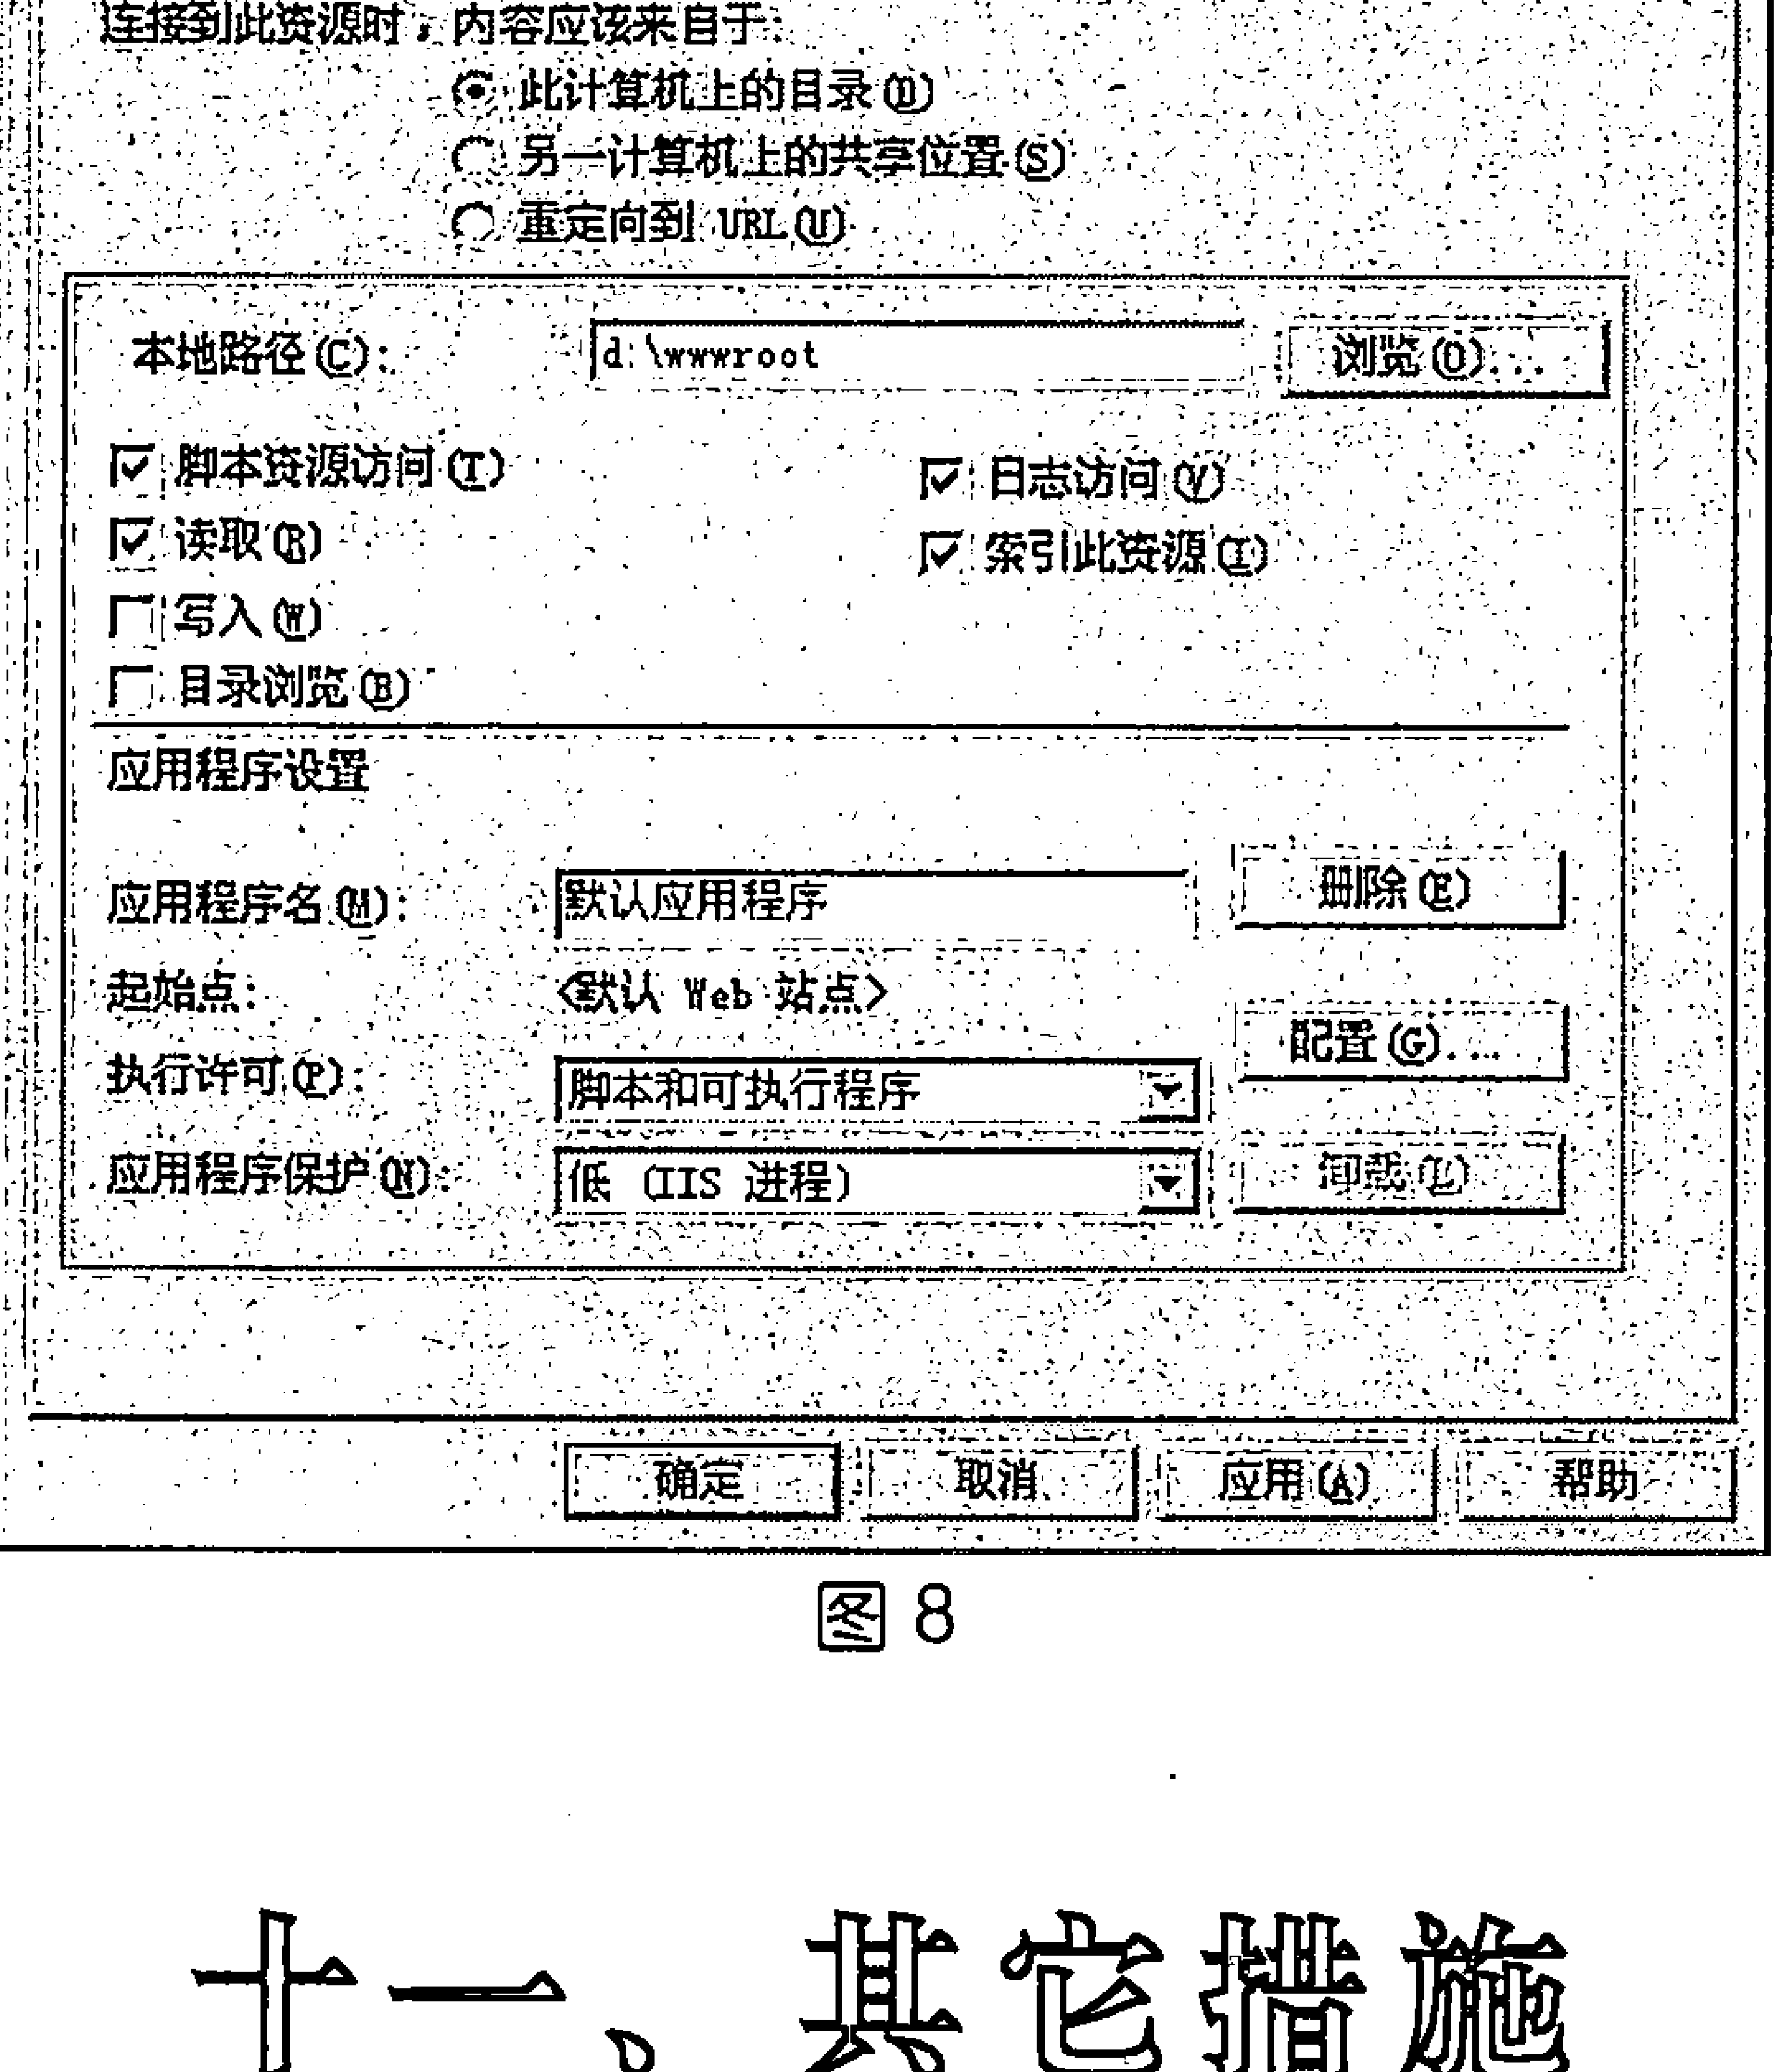 连接到此资源时，内容应该来自于:
此计算机上的目录(D)
另一计算机上的共享位置(S)
重定向到 URL(U)
本地路径(C): d:\wwwroot 浏览(O)...
脚本资源访问(T) 日志访问(V)
读取(R) 索引此资源(I)
写入(W)
目录浏览(B)
应用程序设置
应用程序名(M): 默认应用程序 删除(E)
起始点: <默认 Web 站点>
配置(G)...
执行许可(P): 脚本和可执行程序
应用程序保护(N): 低 (IIS 进程) 卸载(L)
确定 取消 应用(A) 帮助
图 8
十一、其它措施